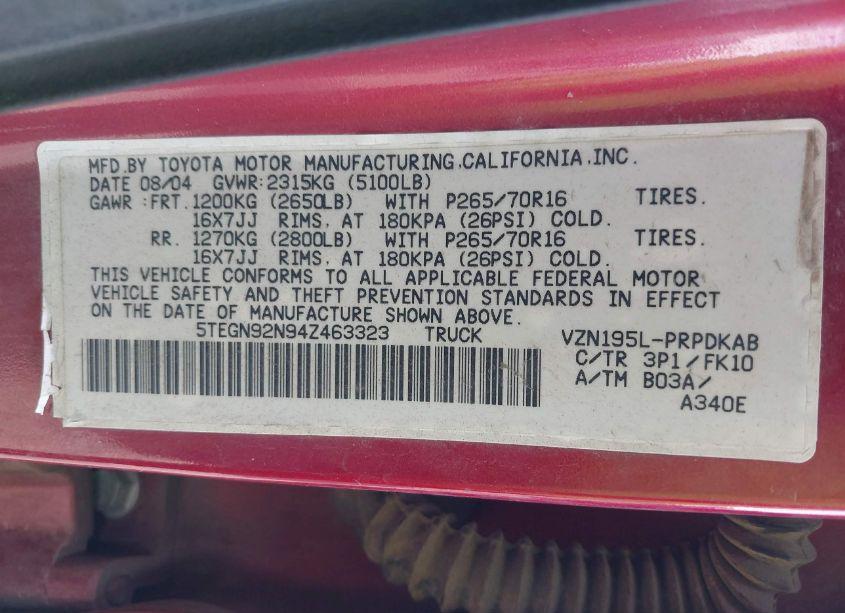 MFD.BY TOYOTA MOTOR MANUFACTURING,CALIFORNIA,INC.
DATE 08/04 GVWR:2315KG (5100LB)
GAWR :FRT. 1200KG (2650LB) WITH P265/70R16 TIRES.
16X7JJ RIMS, AT 180KPA (26PSI) COLD.
RR. 1270KG (2800LB) WITH P265/70R16 TIRES.
16X7JJ RIMS, AT 180KPA (26PSI) COLD.
THIS VEHICLE CONFORMS TO ALL APPLICABLE FEDERAL MOTOR
VEHICLE SAFETY AND THEFT PREVENTION STANDARDS IN EFFECT
ON THE DATE OF MANUFACTURE SHOWN ABOVE.
5TEGN92N94Z463323 TRUCK VZN195L-PRPDKAB
C/TR 3P1/FK10
A/TM B03A/
A340E